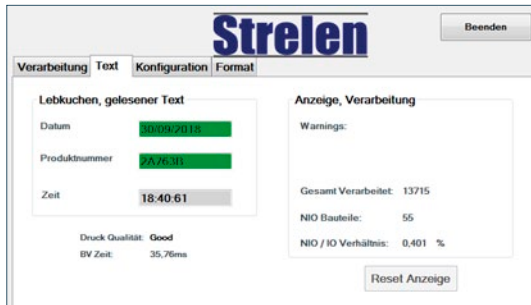 Strelen
Beenden
Verarbeitung Text Konfiguration Format
Lebkuchen, gelesener Text
Datum 30/09/2018
Produktnummer 2A763B
Zeit 18:40:61
Druck Qualität: Good
BV Zeit: 35,76ms
Anzeige, Verarbeitung
Warnings:
Gesamt Verarbeitet: 13715
NIO Bauteile: 55
NIO / IO Verhältnis: 0,401 %
Reset Anzeige